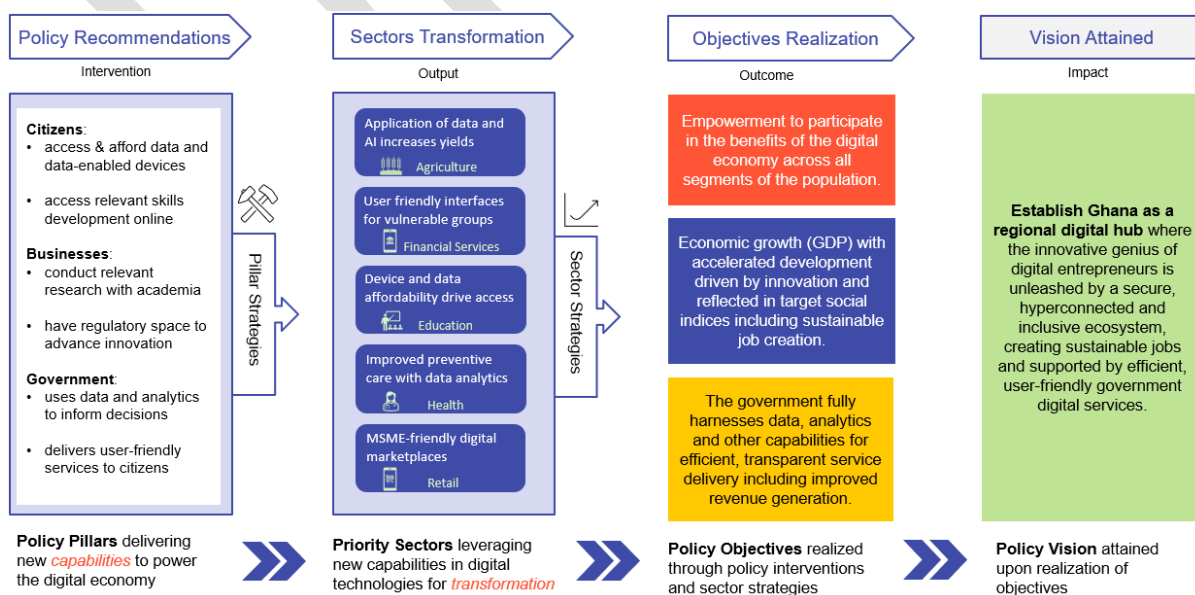 Policy Recommendations
Intervention
Citizens:
• access & afford data and
data-enabled devices
• access relevant skills
development online
Businesses:
• conduct relevant
research with academia
• have regulatory space to
advance innovation
Government:
• uses data and analytics
to inform decisions
• delivers user-friendly
services to citizens
Pillar Strategies
Policy Pillars delivering
new capabilities to power
the digital economy
Sectors Transformation
Output
Application of data and
AI increases yields
Agriculture
User friendly interfaces
for vulnerable groups
Financial Services
Device and data
affordability drive access
Education
Improved preventive
care with data analytics
Health
MSME-friendly digital
marketplaces
Retail
Sector Strategies
Priority Sectors leveraging
new capabilities in digital
technologies for transformation
Objectives Realization
Outcome
Empowerment to participate
in the benefits of the digital
economy across all
segments of the population.
Economic growth (GDP) with
accelerated development
driven by innovation and
reflected in target social
indices including sustainable
job creation.
The government fully
harnesses data, analytics
and other capabilities for
efficient, transparent service
delivery including improved
revenue generation.
Policy Objectives realized
through policy interventions
and sector strategies
Vision Attained
Impact
Establish Ghana as a
regional digital hub where
the innovative genius of
digital entrepreneurs is
unleashed by a secure,
hyperconnected and
inclusive ecosystem,
creating sustainable jobs
and supported by efficient,
user-friendly government
digital services.
Policy Vision attained
upon realization of
objectives